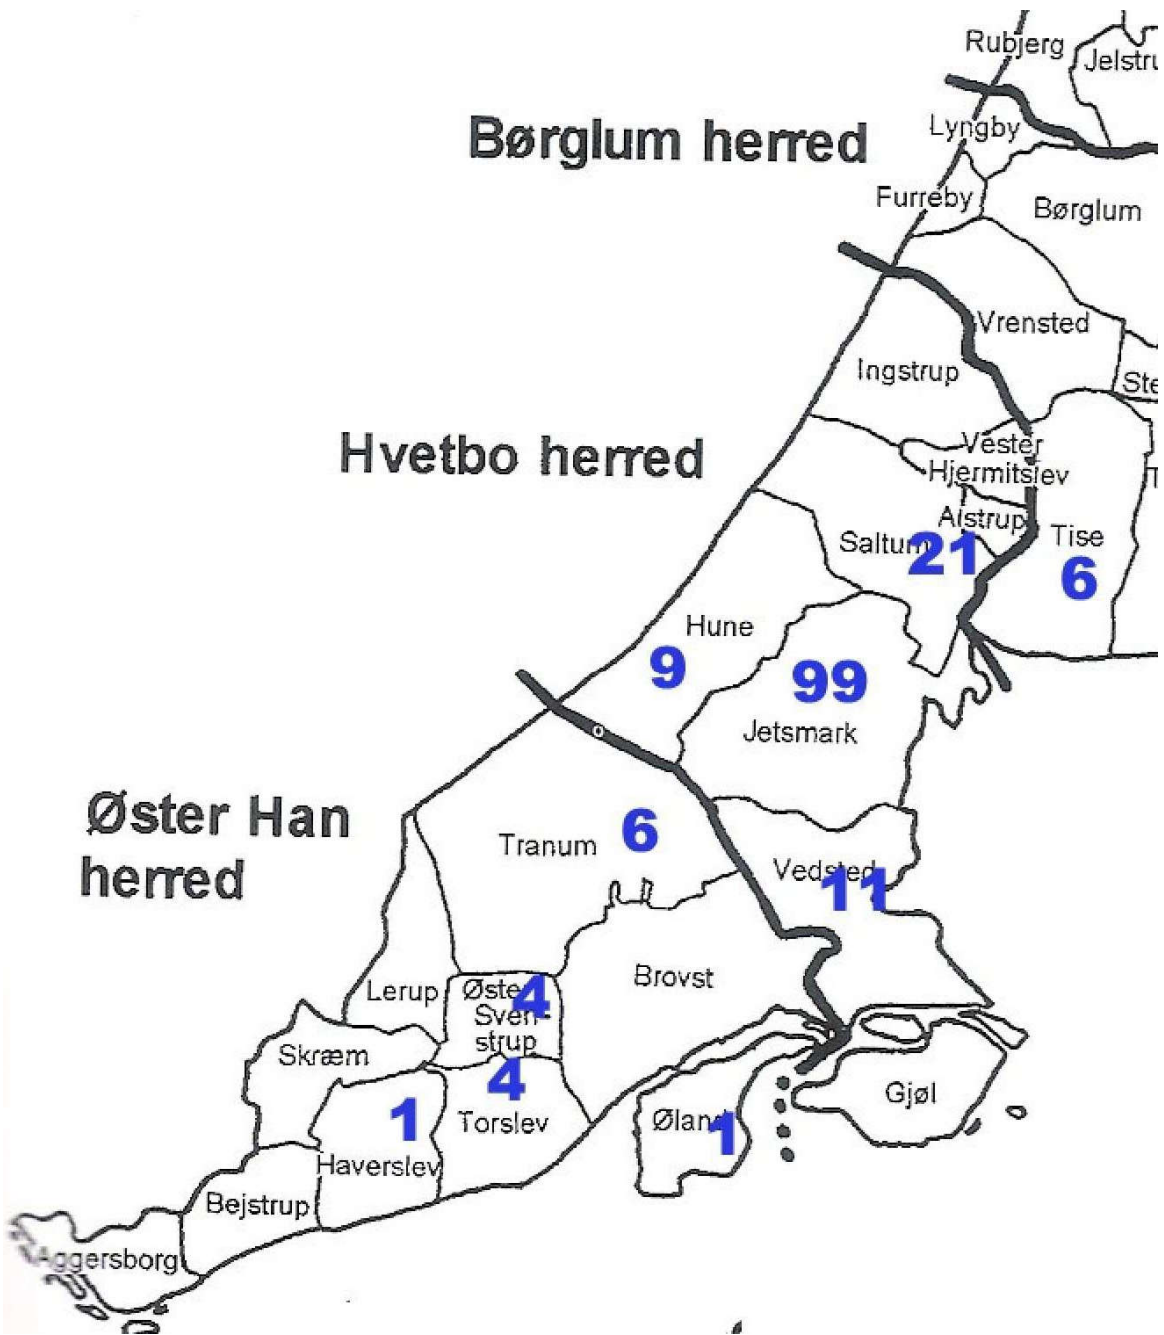 Rubjerg
Jelstru
Børglum herred
Lyngby
Furreby
Børglum
Vrensted
Ingstrup
Ste
Hvetbo herred
Vester
Hjermitslev
T
Alstrup
Saltum
21
Tise
6
Hune
9
99
Jetsmark
Øster Han
herred
6
Tranum
Vedsted
11
Brovst
Lerup
Øster
4
Sven-
strup
Skræm
4
Torslev
1
Haverslev
Øland
1
Gjøl
Bejstrup
Aggersborg